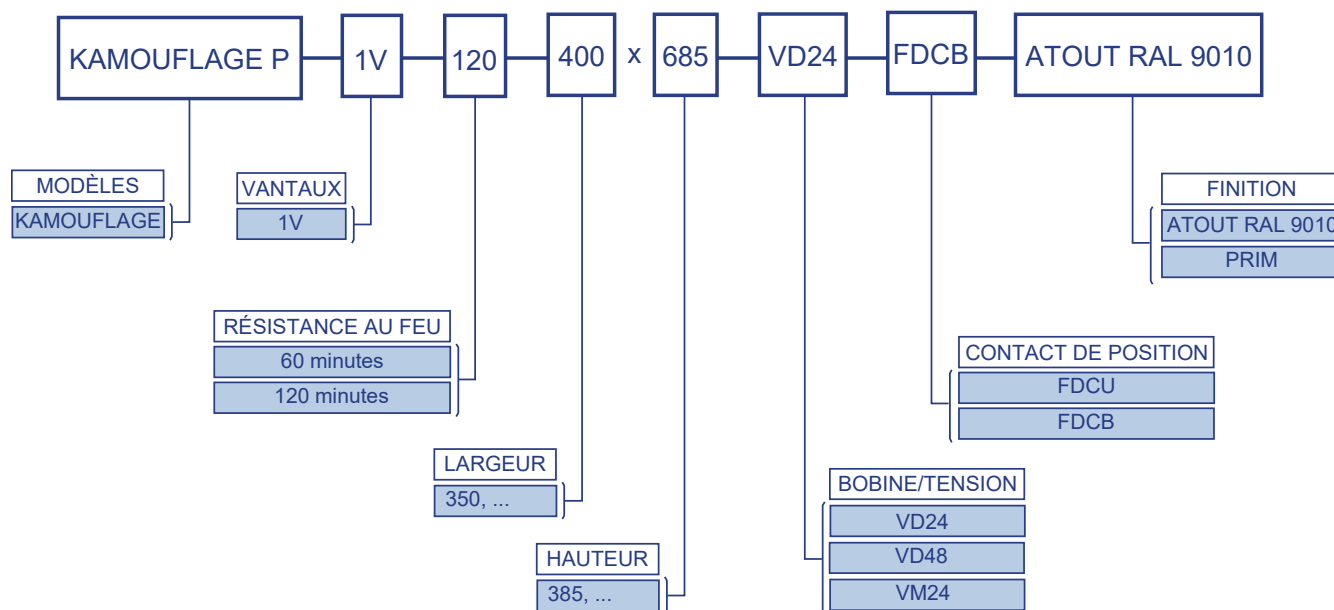 KAMOUFLAGE P 1V 120 400 x 685 VD24 FDCB ATOUT RAL 9010
MODÈLES
KAMOUFLAGE
VANTAUX
1V
FINITION
ATOUT RAL 9010
PRIM
RÉSISTANCE AU FEU
60 minutes
120 minutes
CONTACT DE POSITION
FDCU
FDCB
LARGEUR
350, ...
BOBINE/TENSION
VD24
VD48
VM24
HAUTEUR
385, ...